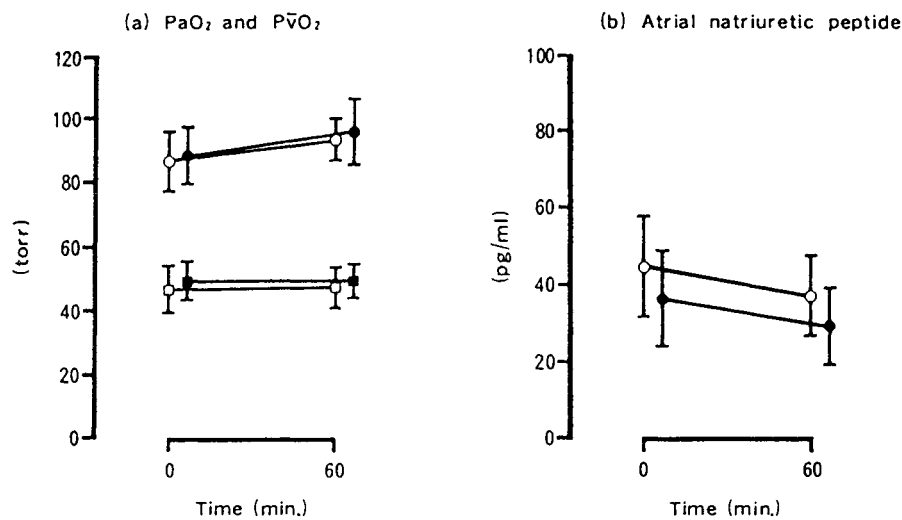 (a) PaO₂ and Pv̄O₂
120
100
80
60
40
20
0
(torr)
0
60
Time (min.)
(b) Atrial natriuretic peptide
100
80
60
40
20
0
(pg/ml)
0
60
Time (min.)